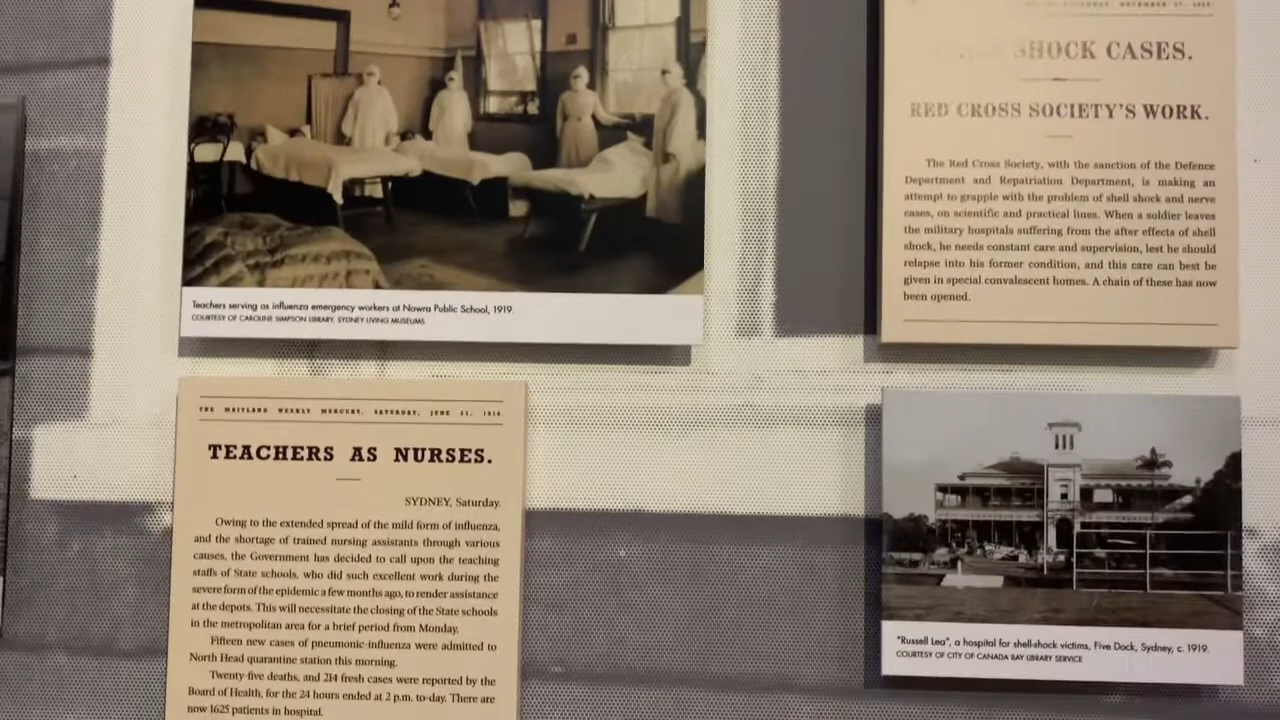 Teachers serving as influenza emergency workers at Nowra Public School, 1919.
COURTESY OF CAROLINE SIMPSON LIBRARY, SYDNEY LIVING MUSEUMS
THE MAITLAND WEEKLY MERCURY, SATURDAY, JUNE 21, 1919.
TEACHERS AS NURSES.
SYDNEY, Saturday.
Owing to the extended spread of the mild form of influenza,
and the shortage of trained nursing assistants through various
causes, the Government has decided to call upon the teaching
staffs of State schools, who did such excellent work during the
severe form of the epidemic a few months ago, to render assistance
at the depots. This will necessitate the closing of the State schools
in the metropolitan area for a brief period from Monday.
Fifteen new cases of pneumonic-influenza were admitted to
North Head quarantine station this morning.
Twenty-five deaths, and 214 fresh cases were reported by the
Board of Health, for the 24 hours ended at 2 p.m. to-day. There are
now 1625 patients in hospital.
SHOCK CASES.
RED CROSS SOCIETY'S WORK.
The Red Cross Society, with the sanction of the Defence
Department and Repatriation Department, is making an
attempt to grapple with the problem of shell shock and nerve
cases, on scientific and practical lines. When a soldier leaves
the military hospitals suffering from the after effects of shell
shock, he needs constant care and supervision, lest he should
relapse into his former condition, and this care can best be
given in special convalescent homes. A chain of these has now
been opened.
"Russell Lea", a hospital for shell-shock victims, Five Dock, Sydney, c. 1919.
COURTESY OF CITY OF CANADA BAY LIBRARY SERVICE